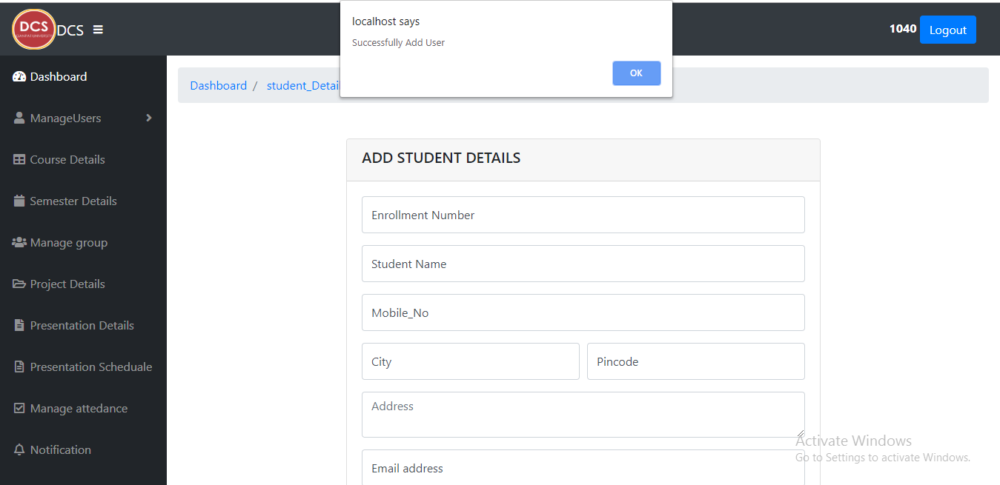 localhost says
Successfully Add User
OK
DCS
GANPAT UNIVERSITY
DCS
1040
Logout
Dashboard
ManageUsers
Course Details
Semester Details
Manage group
Project Details
Presentation Details
Presentation Scheduale
Manage attedance
Notification
Dashboard / student_Detail
ADD STUDENT DETAILS
Enrollment Number
Student Name
Mobile_No
City
Pincode
Address
Email address
Activate Windows
Go to Settings to activate Windows.